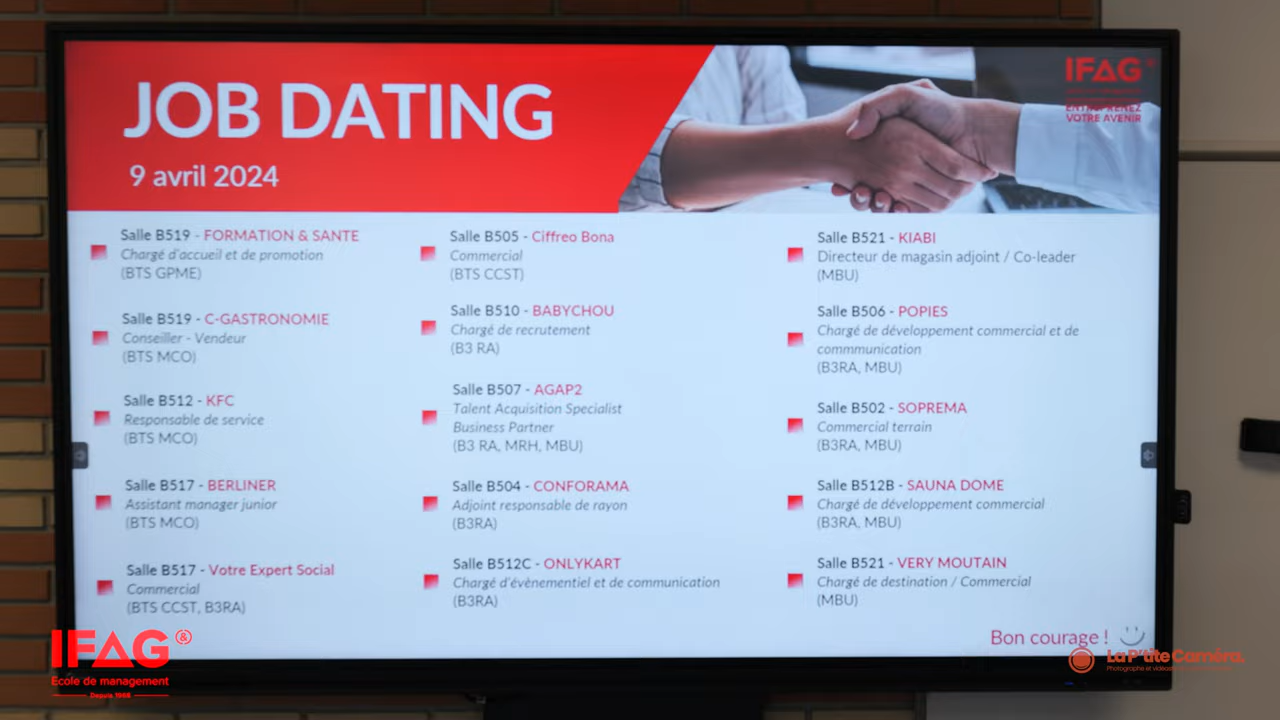 JOB DATING
9 avril 2024
IFAG
ENTREPRENEZ
VOTRE AVENIR
Salle B519 - FORMATION & SANTE
Chargé d'accueil et de promotion
(BTS GPME)
Salle B519 - C-GASTRONOMIE
Conseiller - Vendeur
(BTS MCO)
Salle B512 - KFC
Responsable de service
(BTS MCO)
Salle B517 - BERLINER
Assistant manager junior
(BTS MCO)
Salle B517 - Votre Expert Social
Commercial
(BTS CCST, B3RA)
Salle B505 - Ciffreo Bona
Commercial
(BTS CCST)
Salle B510 - BABYCHOU
Chargé de recrutement
(B3 RA)
Salle B507 - AGAP2
Talent Acquisition Specialist
Business Partner
(B3 RA, MRH, MBU)
Salle B504 - CONFORAMA
Adjoint responsable de rayon
(B3RA)
Salle B512C - ONLYKART
Chargé d'évènementiel et de communication
(B3RA)
Salle B521 - KIABI
Directeur de magasin adjoint / Co-leader
(MBU)
Salle B506 - POPIES
Chargé de développement commercial et de
commmunication
(B3RA, MBU)
Salle B502 - SOPREMA
Commercial terrain
(B3RA, MBU)
Salle B512B - SAUNA DOME
Chargé de développement commercial
(B3RA, MBU)
Salle B521 - VERY MOUTAIN
Chargé de destination / Commercial
(MBU)
Bon courage !
IFAG &
Ecole de management
Depuis 1968
La P'tite Caméra.
Photographe et